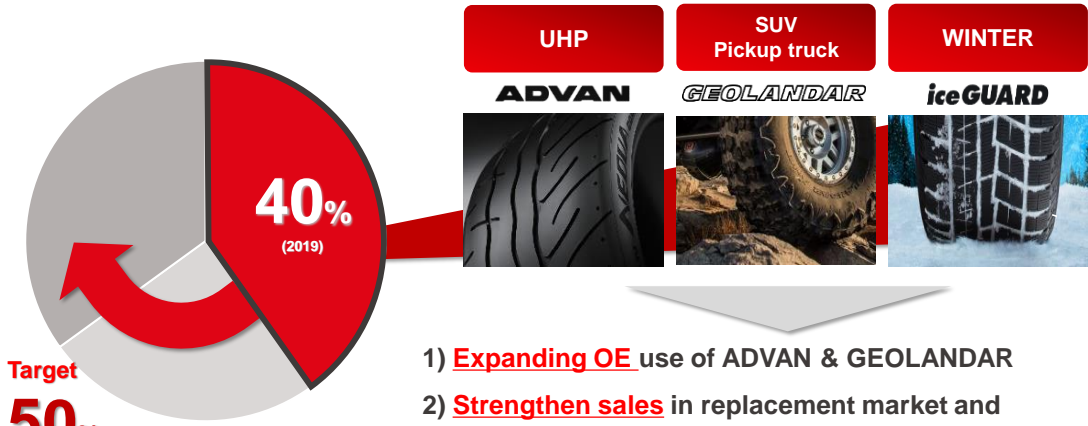 UHP
SUV
Pickup truck
WINTER
ADVAN
GEOLANDAR
iceGUARD
40%
(2019)
Target
50%
1) Expanding OE use of ADVAN & GEOLANDAR
2) Strengthen sales in replacement market and